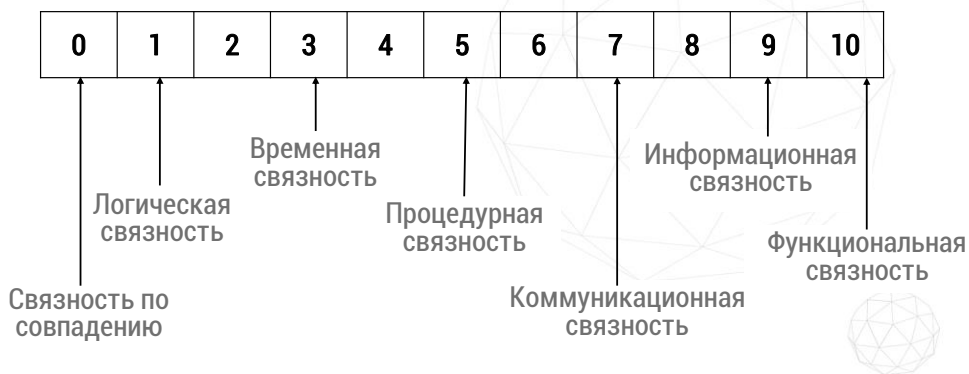 0 1 2 3 4 5 6 7 8 9 10
Временная
связность
Информационная
связность
Логическая
связность
Процедурная
связность
Функциональная
связность
Связность по
совпадению
Коммуникационная
связность